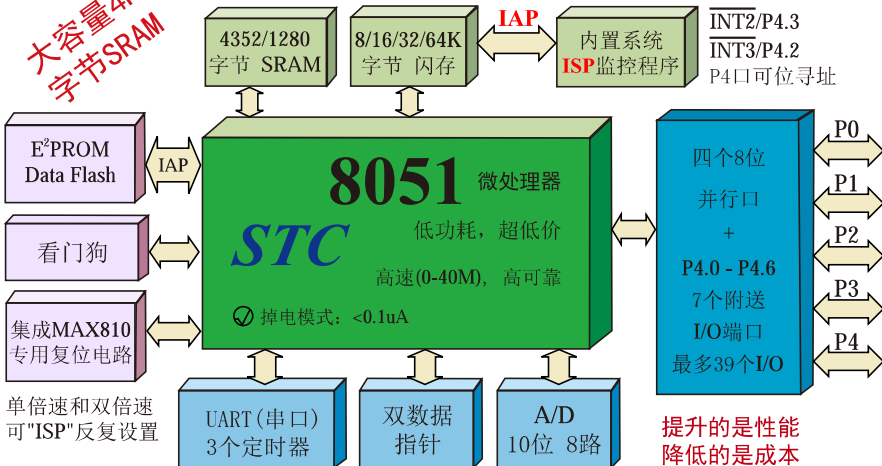 大容量4
字节SRAM
4352/1280
字节 SRAM
8/16/32/64K
字节 闪存
IAP
内置系统
ISP监控程序
INT2/P4.3
INT3/P4.2
P4口可位寻址
E²PROM
Data Flash
IAP
看门狗
集成MAX810
专用复位电路
单倍速和双倍速
可"ISP"反复设置
8051 微处理器
STC
低功耗，超低价
高速(0-40M)，高可靠
掉电模式：<0.1uA
四个8位
并行口
+
P4.0 - P4.6
7个附送
I/O端口
最多39个I/O
P0
P1
P2
P3
P4
UART(串口)
3个定时器
双数据
指针
A/D
10位 8路
提升的是性能
降低的是成本